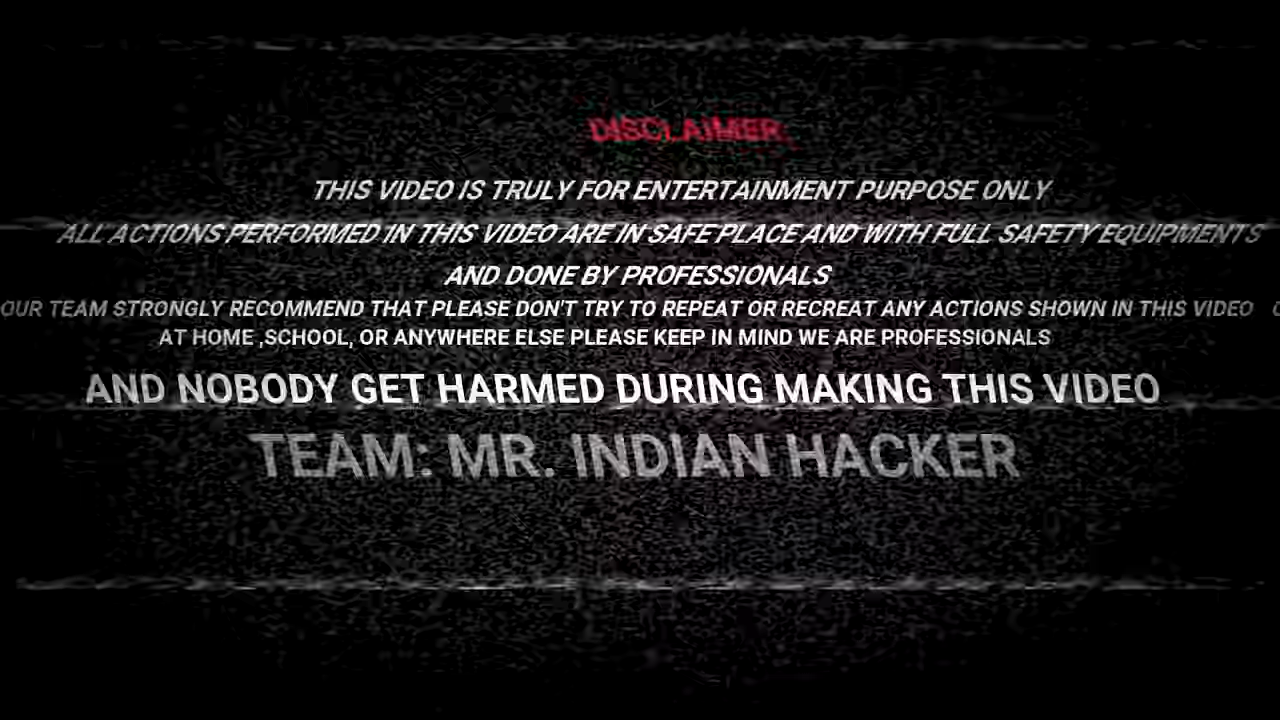 DISCLAIMER
THIS VIDEO IS TRULY FOR ENTERTAINMENT PURPOSE ONLY
ALL ACTIONS PERFORMED IN THIS VIDEO ARE IN SAFE PLACE AND WITH FULL SAFETY EQUIPMENTS
AND DONE BY PROFESSIONALS
OUR TEAM STRONGLY RECOMMEND THAT PLEASE DON'T TRY TO REPEAT OR RECREAT ANY ACTIONS SHOWN IN THIS VIDEO
AT HOME ,SCHOOL, OR ANYWHERE ELSE PLEASE KEEP IN MIND WE ARE PROFESSIONALS
AND NOBODY GET HARMED DURING MAKING THIS VIDEO
TEAM: MR. INDIAN HACKER